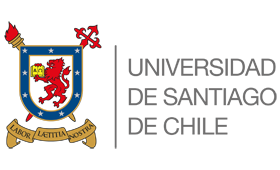 UNIVERSIDAD
DE SANTIAGO
DE CHILE
LABOR LÆTITIA NOSTRA